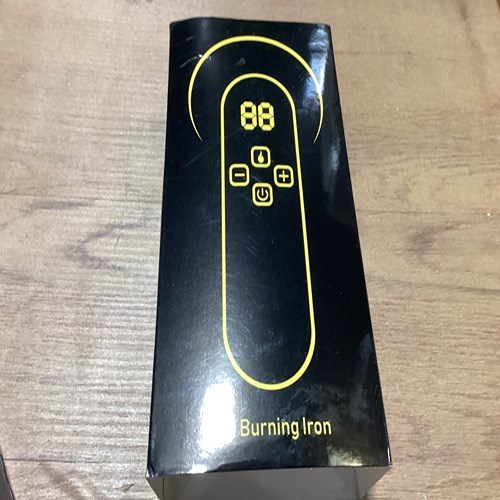 88
− +
Burning Iron